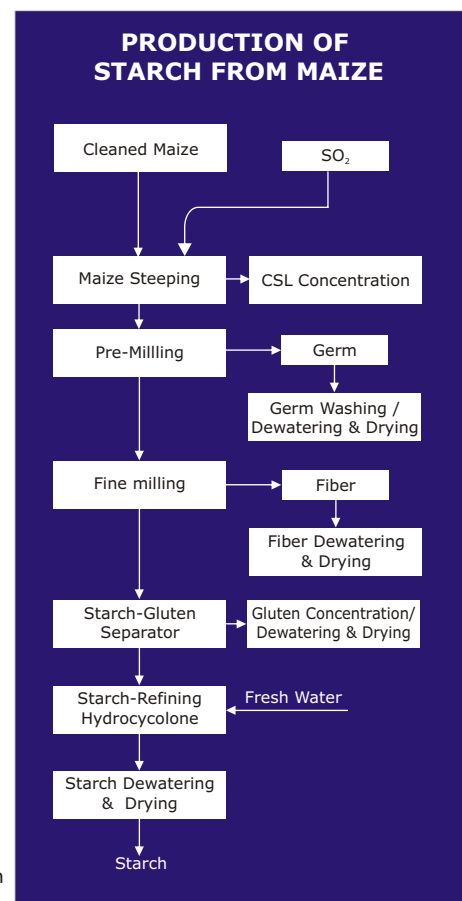 PRODUCTION OF
STARCH FROM MAIZE
Cleaned Maize
SO₂
Maize Steeping
CSL Concentration
Pre-Millling
Germ
Germ Washing /
Dewatering & Drying
Fine milling
Fiber
Fiber Dewatering
& Drying
Starch-Gluten
Separator
Gluten Concentration/
Dewatering & Drying
Starch-Refining
Hydrocycolone
Fresh Water
Starch Dewatering
& Drying
Starch